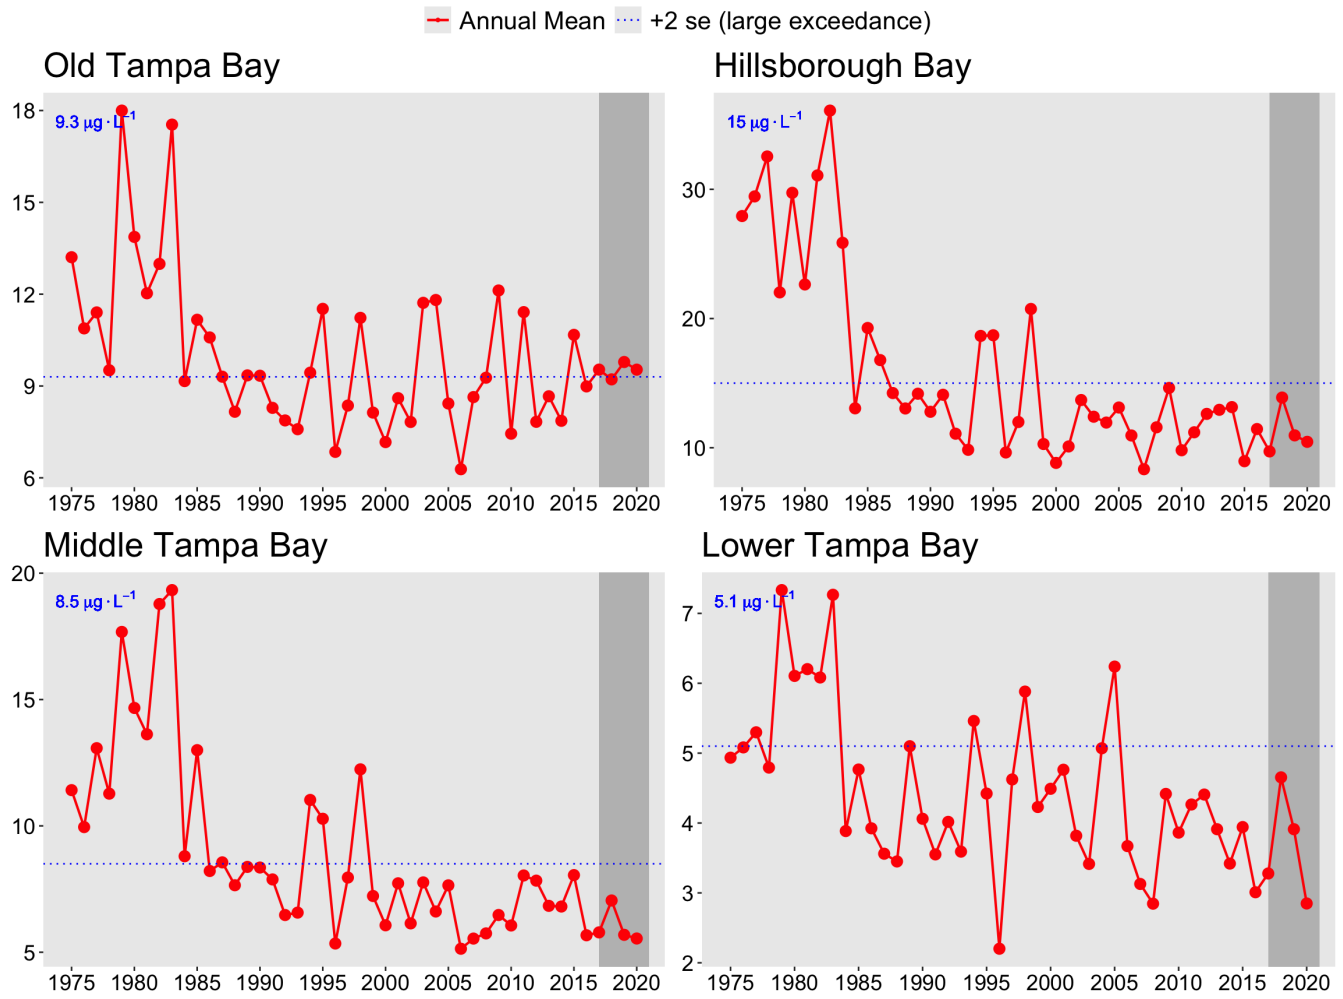 Annual Mean +2 se (large exceedance)
Old Tampa Bay
9.3 μg·L⁻¹
18
15
12
9
6
1975 1980 1985 1990 1995 2000 2005 2010 2015 2020
Hillsborough Bay
15 μg·L⁻¹
30
20
10
1975 1980 1985 1990 1995 2000 2005 2010 2015 2020
Middle Tampa Bay
8.5 μg·L⁻¹
20
15
10
5
1975 1980 1985 1990 1995 2000 2005 2010 2015 2020
Lower Tampa Bay
5.1 μg·L⁻¹
7
6
5
4
3
2
1975 1980 1985 1990 1995 2000 2005 2010 2015 2020